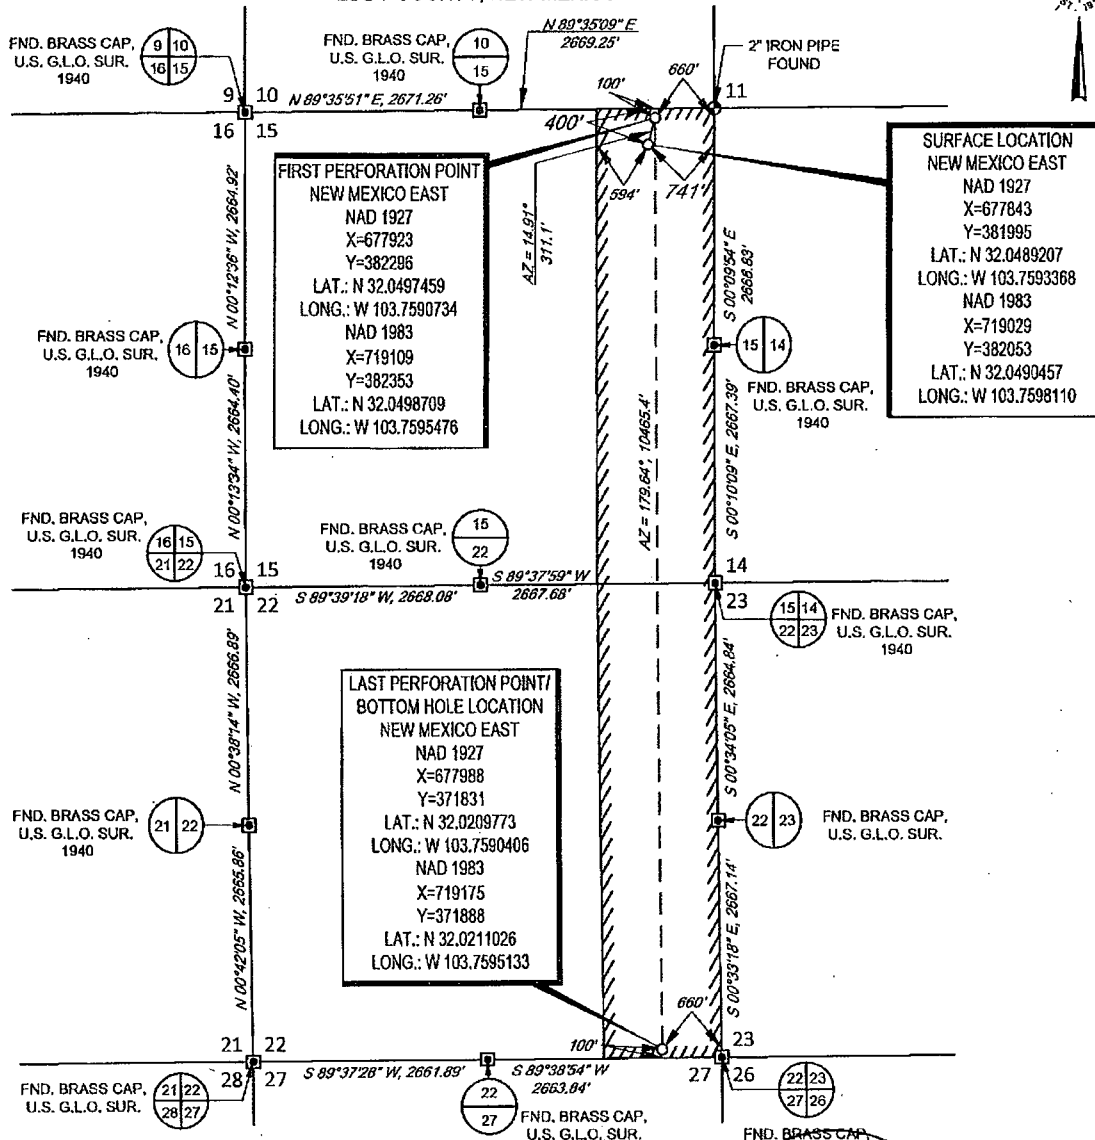 N 89°35'09" E
2669.25'
FND. BRASS CAP,
U.S. G.L.O. SUR.
1940
9 10
16 15
FND. BRASS CAP,
U.S. G.L.O. SUR.
1940
10
15
2" IRON PIPE
FOUND
9 10
16 15
N 89°35'51" E, 2671.26'
100'
660'
11
400'
594'
741'
AZ = 14.91°
311.1'
FIRST PERFORATION POINT
NEW MEXICO EAST
NAD 1927
X=677923
Y=382296
LAT.: N 32.0497459
LONG.: W 103.7590734
NAD 1983
X=719109
Y=382353
LAT.: N 32.0498709
LONG.: W 103.7595476
SURFACE LOCATION
NEW MEXICO EAST
NAD 1927
X=677843
Y=381995
LAT.: N 32.0489207
LONG.: W 103.7593368
NAD 1983
X=719029
Y=382053
LAT.: N 32.0490457
LONG.: W 103.7598110
N 00°12'36" W, 2664.92'
S 00°09'54" E
2668.83'
FND. BRASS CAP,
U.S. G.L.O. SUR.
1940
16 15
15 14
FND. BRASS CAP,
U.S. G.L.O. SUR.
1940
N 00°13'34" W, 2664.40'
AZ = 179.64°, 10465.4'
S 00°10'09" E, 2667.39'
FND. BRASS CAP,
U.S. G.L.O. SUR.
1940
16 15
21 22
FND. BRASS CAP,
U.S. G.L.O. SUR.
1940
15
22
16 15
21 22
S 89°39'18" W, 2668.08'
S 89°37'59" W
2667.68'
14
23
15 14
22 23
FND. BRASS CAP,
U.S. G.L.O. SUR.
1940
N 00°38'14" W, 2666.89'
S 00°34'05" E, 2664.84'
LAST PERFORATION POINT/
BOTTOM HOLE LOCATION
NEW MEXICO EAST
NAD 1927
X=677988
Y=371831
LAT.: N 32.0209773
LONG.: W 103.7590406
NAD 1983
X=719175
Y=371888
LAT.: N 32.0211026
LONG.: W 103.7595133
FND. BRASS CAP,
U.S. G.L.O. SUR.
1940
21 22
22 23
FND. BRASS CAP,
U.S. G.L.O. SUR.
N 00°42'05" W, 2665.86'
S 00°33'18" E, 2667.14'
660'
100'
21 22
28 27
S 89°37'28" W, 2661.89'
S 89°38'54" W
2663.84'
23
27 26
FND. BRASS CAP,
U.S. G.L.O. SUR.
21 22
28 27
22
27
FND. BRASS CAP,
U.S. G.L.O. SUR.
22 23
27 26
FND. BRASS CAP,